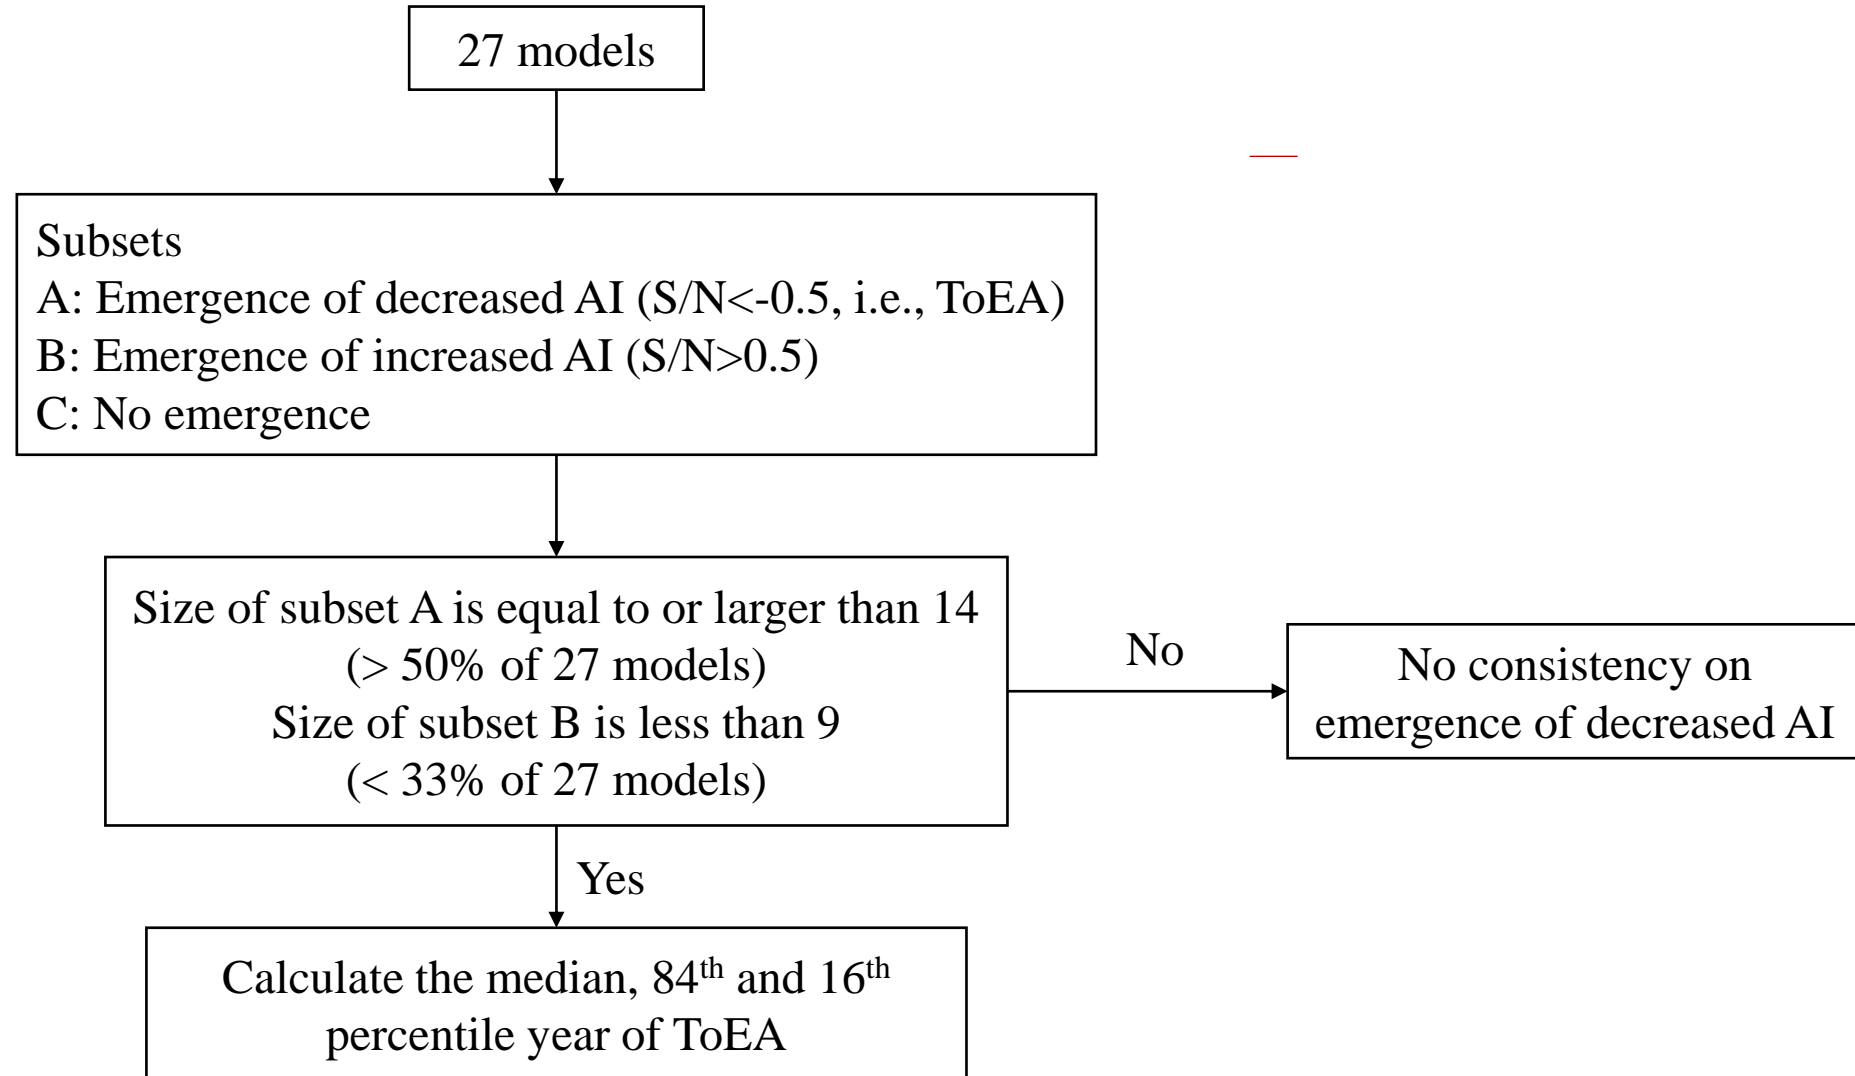 27 models
Subsets
A: Emergence of decreased AI (S/N<-0.5, i.e., ToEA)
B: Emergence of increased AI (S/N>0.5)
C: No emergence
Size of subset A is equal to or larger than 14
(> 50% of 27 models)
Size of subset B is less than 9
(< 33% of 27 models)
No
No consistency on
emergence of decreased AI
Yes
Calculate the median, 84th and 16th
percentile year of ToEA